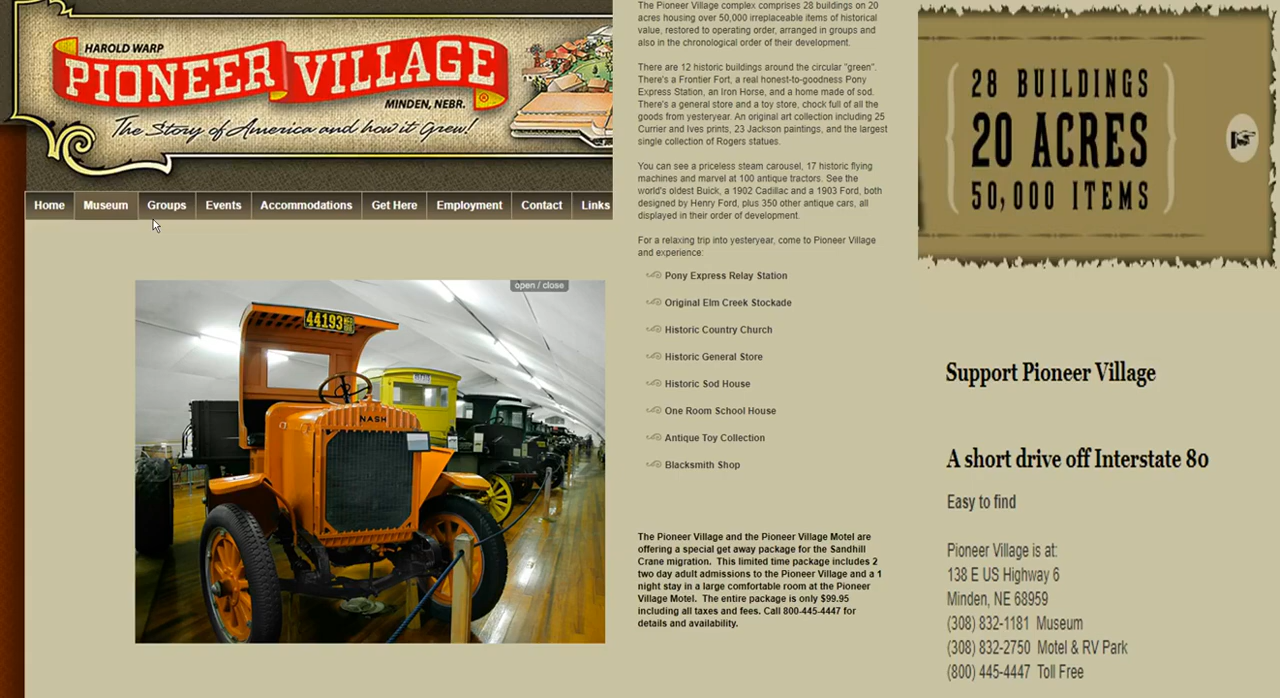 HAROLD WARP
PIONEER VILLAGE
MINDEN, NEBR.
The Story of America and how it Grew!
Home Museum Groups Events Accommodations Get Here Employment Contact Links
open / close
44193
NASH
The Pioneer Village complex comprises 28 buildings on 20
acres housing over 50,000 irreplaceable items of historical
value, restored to operating order, arranged in groups and
also in the chronological order of their development.
There are 12 historic buildings around the circular "green".
There's a Frontier Fort, a real honest-to-goodness Pony
Express Station, an Iron Horse, and a home made of sod.
There's a general store and a toy store, chock full of all the
goods from yesteryear. An original art collection including 25
Currier and Ives prints, 23 Jackson paintings, and the largest
single collection of Rogers statues.
You can see a priceless steam carousel, 17 historic flying
machines and marvel at 100 antique tractors. See the
world's oldest Buick, a 1902 Cadillac and a 1903 Ford, both
designed by Henry Ford, plus 350 other antique cars, all
displayed in their order of development.
For a relaxing trip into yesteryear, come to Pioneer Village
and experience:
Pony Express Relay Station
Original Elm Creek Stockade
Historic Country Church
Historic General Store
Historic Sod House
One Room School House
Antique Toy Collection
Blacksmith Shop
The Pioneer Village and the Pioneer Village Motel are
offering a special get away package for the Sandhill
Crane migration. This limited time package includes 2
two day adult admissions to the Pioneer Village and a 1
night stay in a large comfortable room at the Pioneer
Village Motel. The entire package is only $99.95
including all taxes and fees. Call 800-445-4447 for
details and availability.
28 BUILDINGS
20 ACRES
50,000 ITEMS
Support Pioneer Village
A short drive off Interstate 80
Easy to find
Pioneer Village is at:
138 E US Highway 6
Minden, NE 68959
(308) 832-1181 Museum
(308) 832-2750 Motel & RV Park
(800) 445-4447 Toll Free